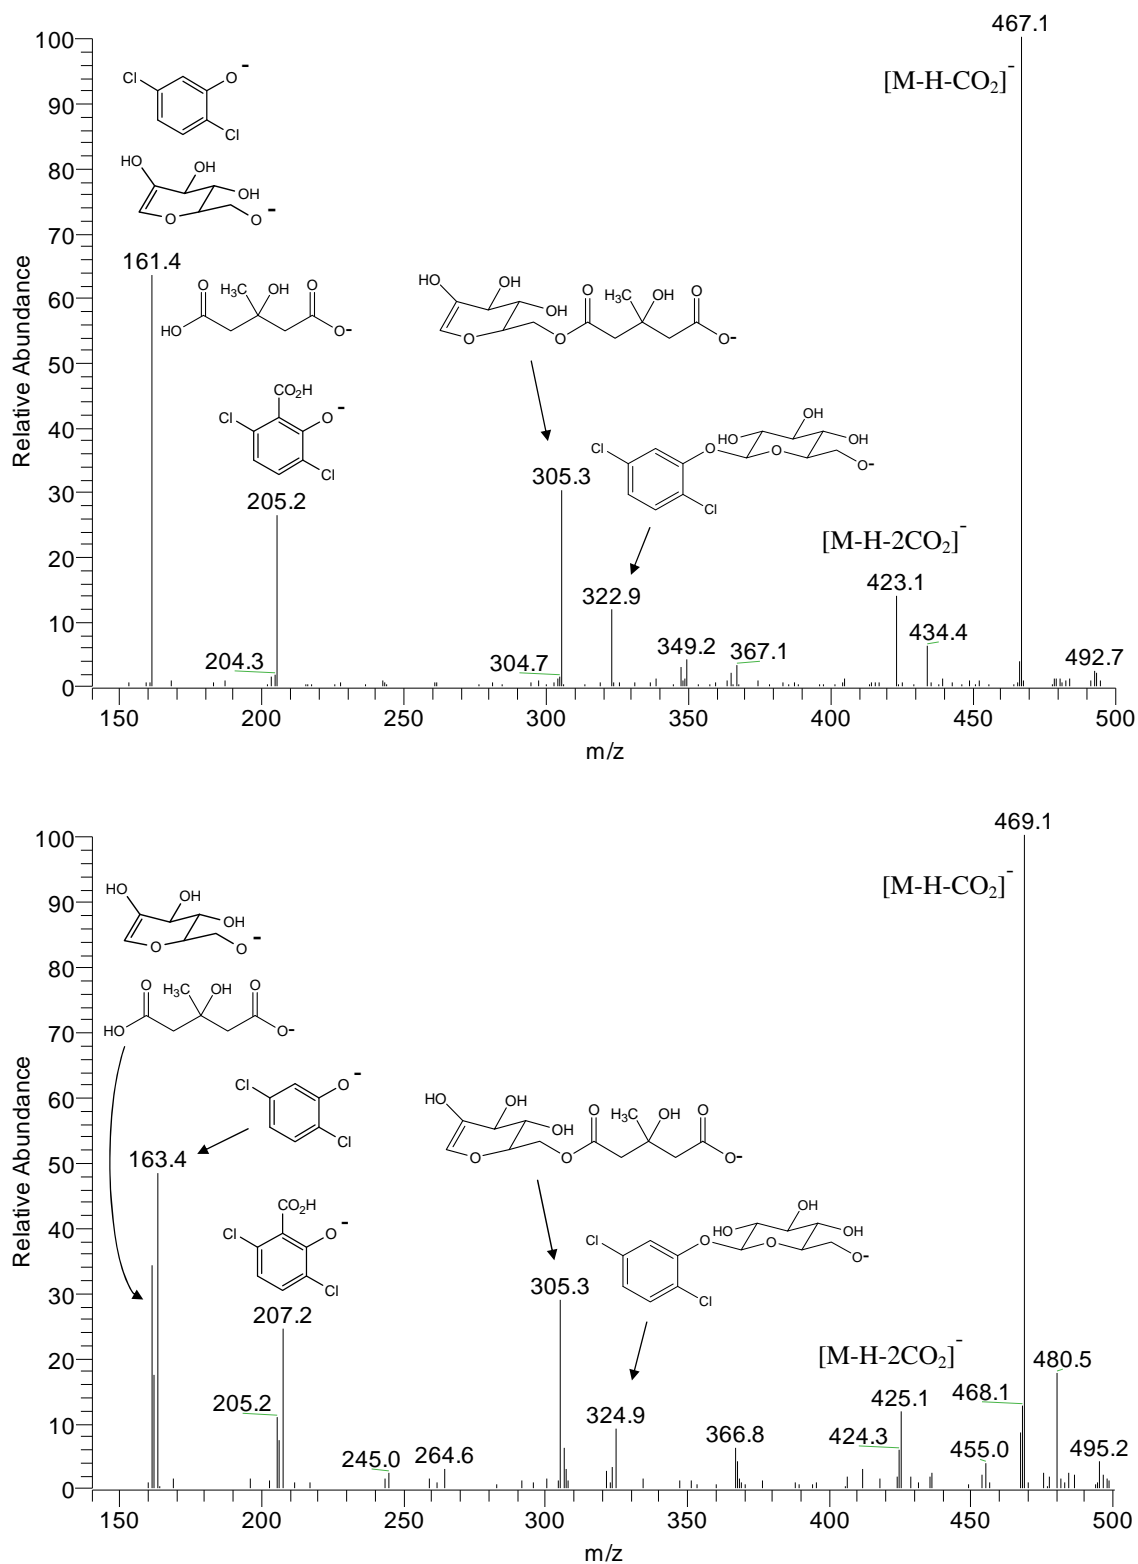 467.1
[M-H-CO2]-
100
90
80
70
60
50
40
30
20
10
0
Relative Abundance
Cl O-
Cl
HO OH
OH
O O-
161.4
O H3C OH O
HO O-
CO2H
Cl O-
Cl
205.2
204.3
HO OH O H3C OH O
OH
O O O-
305.3
304.7
OH
HO OH
Cl O O O-
Cl
322.9
349.2
367.1
[M-H-2CO2]-
423.1
434.4
492.7
150 200 250 300 350 400 450 500
m/z
469.1
[M-H-CO2]-
100
90
80
70
60
50
40
30
20
10
0
Relative Abundance
HO OH
OH
O O-
O H3C OH O
HO O-
Cl O-
Cl
163.4
CO2H
Cl O-
Cl
207.2
205.2
245.0
264.6
HO OH O H3C OH O
OH
O O O-
305.3
OH
HO OH
Cl O O O-
Cl
324.9
366.8
[M-H-2CO2]-
425.1
424.3
468.1
455.0
480.5
495.2
150 200 250 300 350 400 450 500
m/z